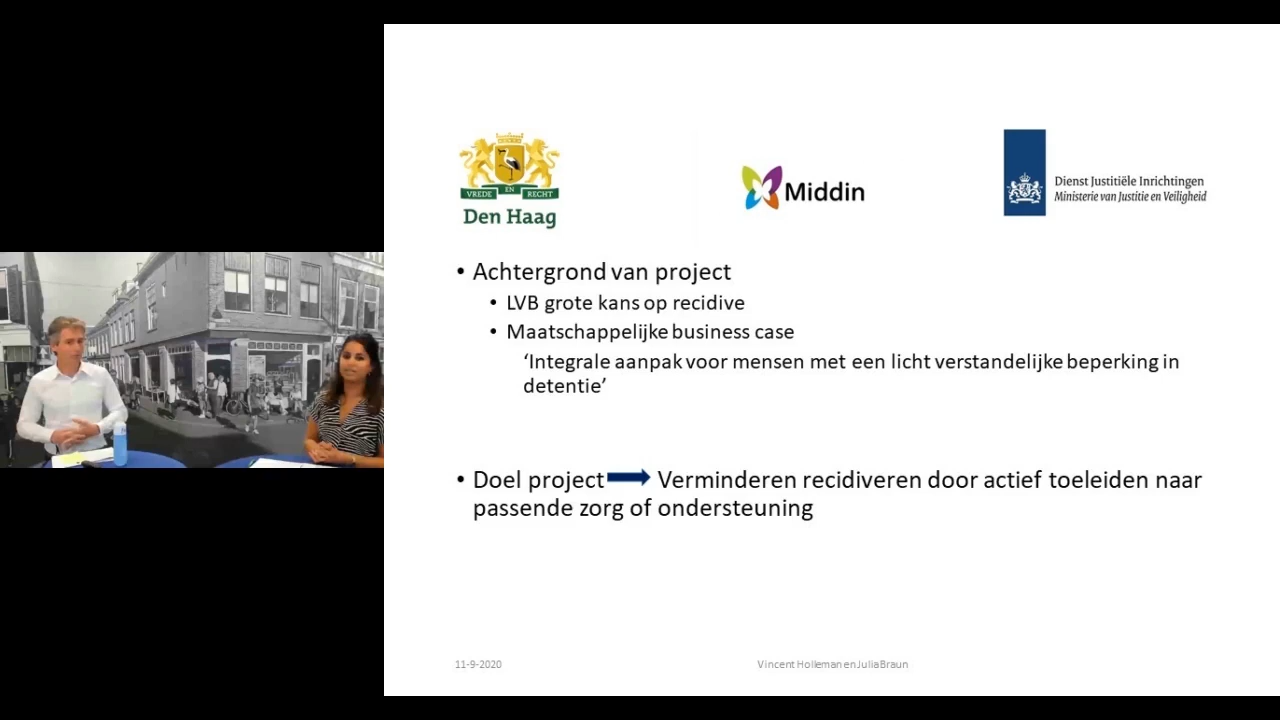 VREDE EN RECHT
Den Haag
Middin
Dienst Justitiële Inrichtingen
Ministerie van Justitie en Veiligheid
• Achtergrond van project
• LVB grote kans op recidive
• Maatschappelijke business case
‘Integrale aanpak voor mensen met een licht verstandelijke beperking in
detentie’
• Doel project Verminderen recidiveren door actief toeleiden naar
passende zorg of ondersteuning
11-9-2020
Vincent Holleman en Julia Braun